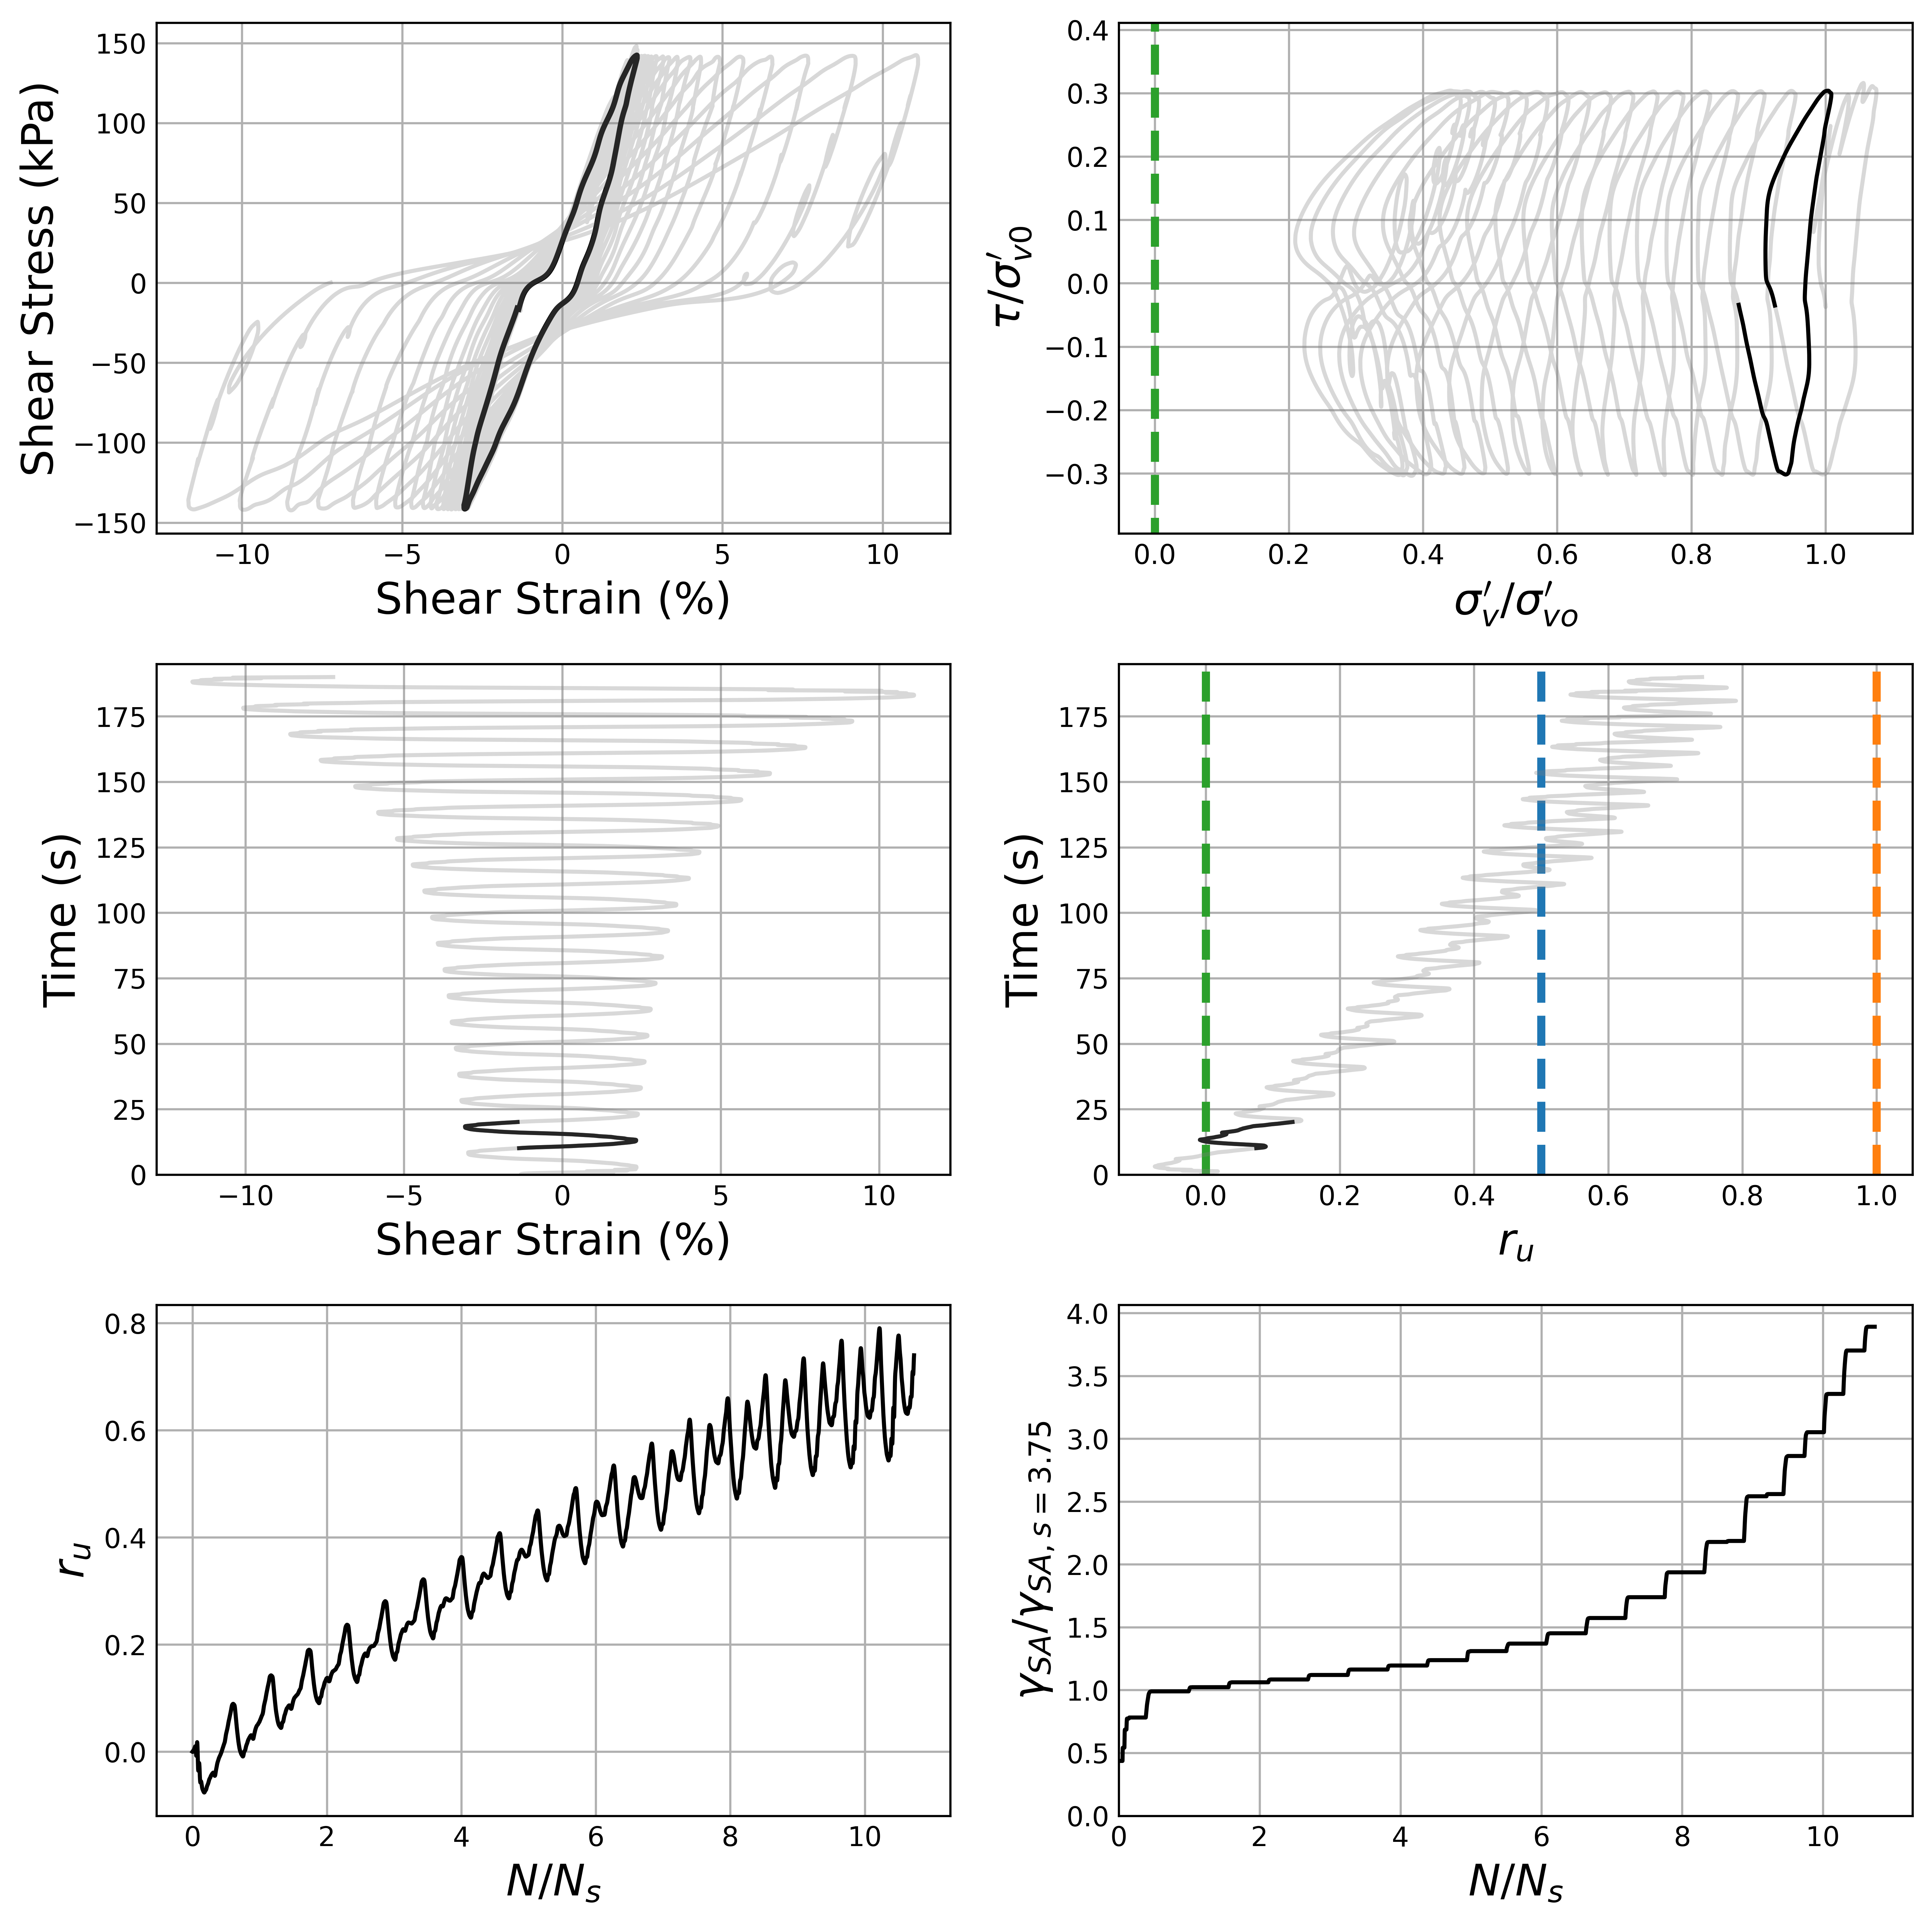 150
100
50
0
−50
−100
−150
−10 −5 0 5 10
Shear Stress (kPa)
Shear Strain (%)
0.4
0.3
0.2
0.1
0.0
−0.1
−0.2
−0.3
0.0 0.2 0.4 0.6 0.8 1.0
τ/σ′v0
σ′v/σ′vo
175
150
125
100
75
50
25
0
−10 −5 0 5 10
Time (s)
Shear Strain (%)
175
150
125
100
75
50
25
0
0.0 0.2 0.4 0.6 0.8 1.0
Time (s)
ru
0.8
0.6
0.4
0.2
0.0
0 2 4 6 8 10
ru
N/Ns
4.0
3.5
3.0
2.5
2.0
1.5
1.0
0.5
0.0
0 2 4 6 8 10
γSA/γSA, s = 3.75
N/Ns